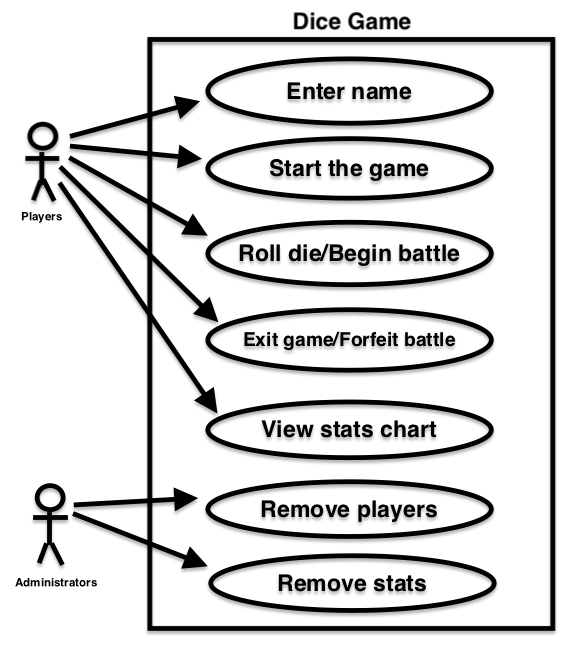 Dice Game
Enter name
Start the game
Players
Roll die/Begin battle
Exit game/Forfeit battle
View stats chart
Remove players
Administrators
Remove stats